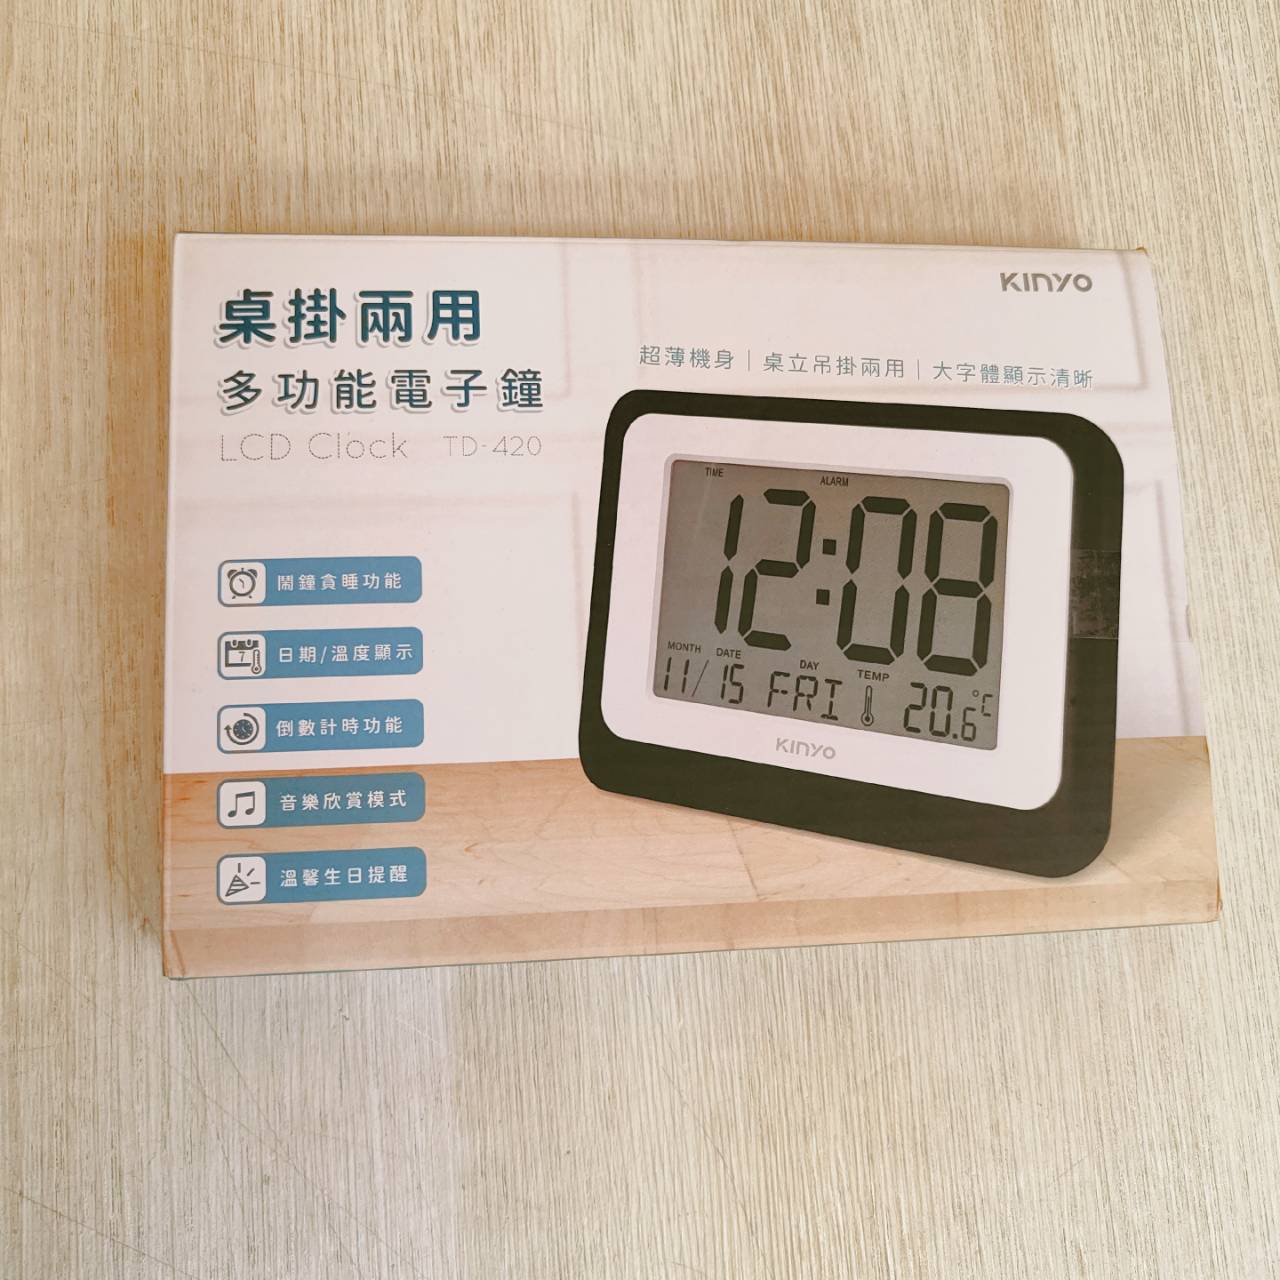 KINYO
桌掛兩用
多功能電子鐘
LCD Clock TD-420
超薄機身｜桌立吊掛兩用｜大字體顯示清晰
鬧鐘貪睡功能
7
日期/溫度顯示
倒數計時功能
音樂欣賞模式
溫馨生日提醒
TIME ALARM
12:08
MONTH DATE DAY TEMP
11/15 FRI 20.6°C
KINYO